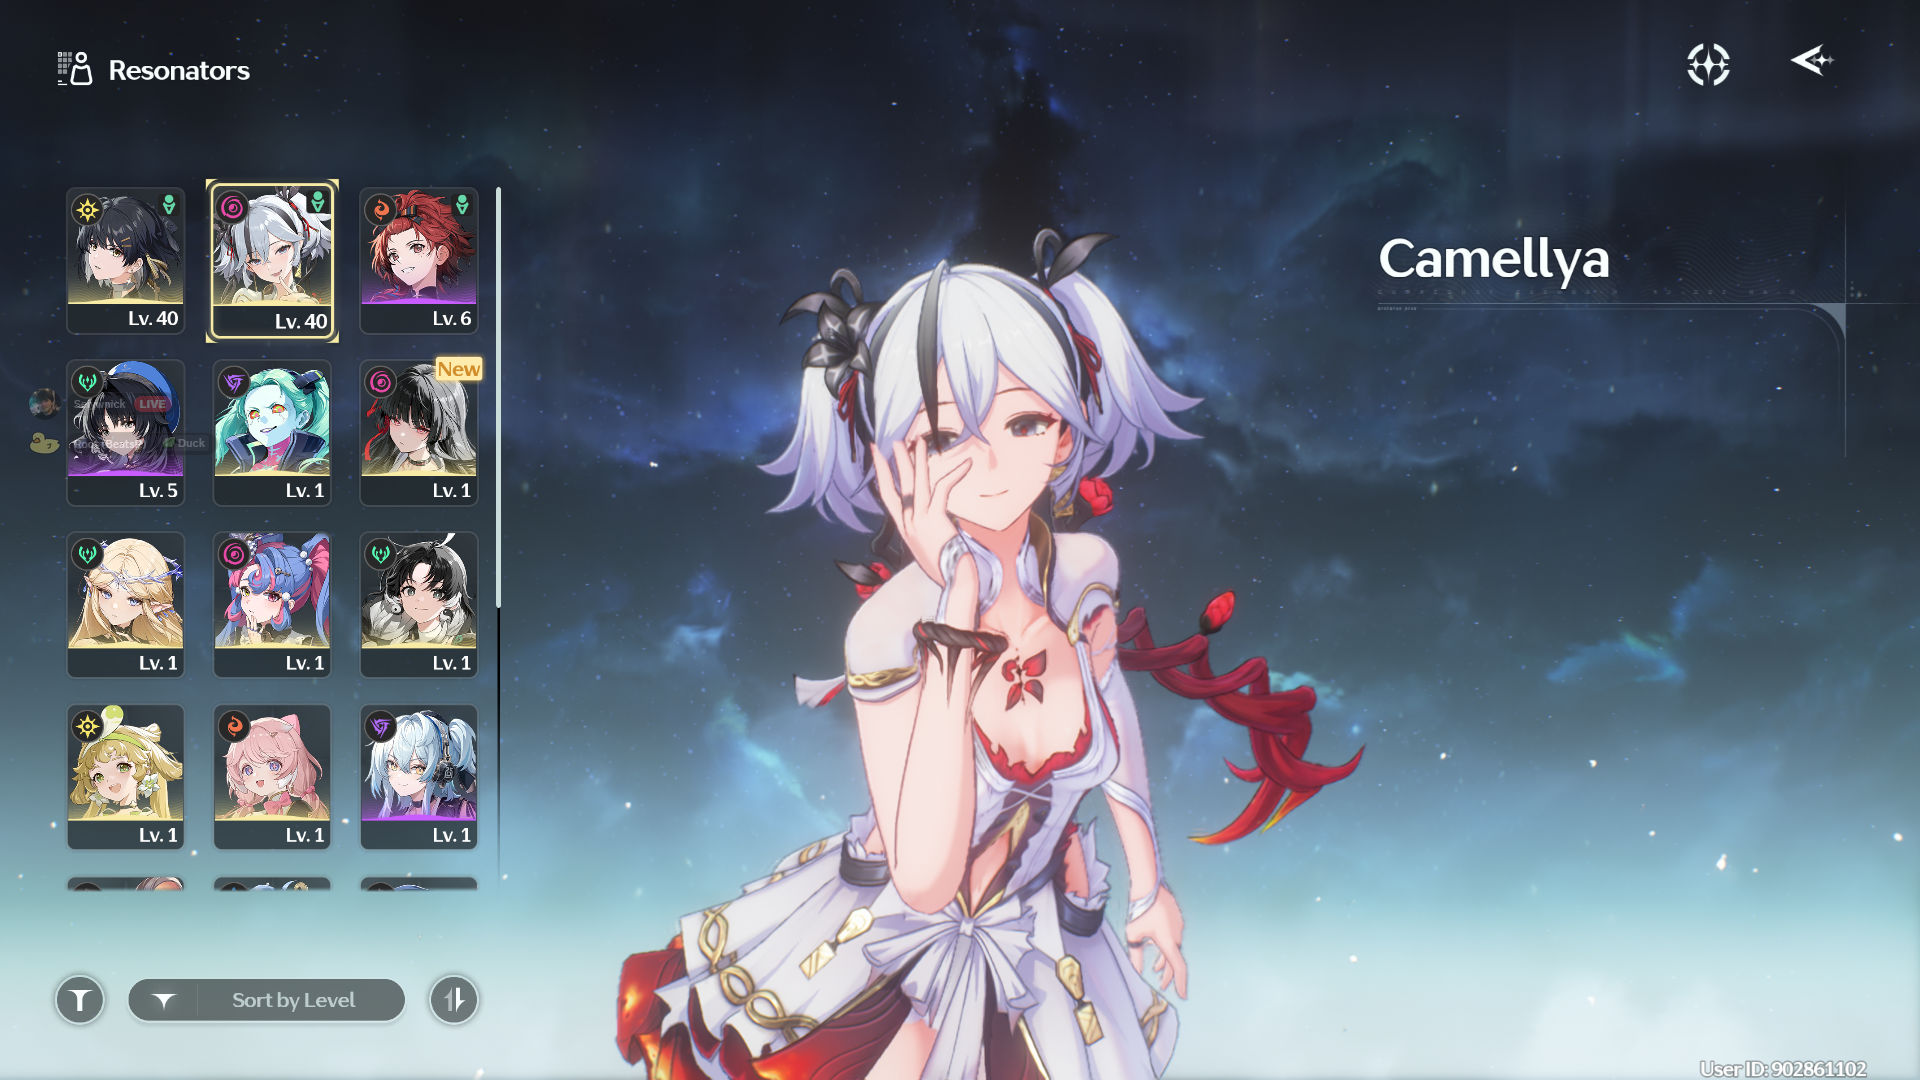 Resonators
Camellya
Lv. 40
Lv. 40
Lv. 6
New
LIVE
Duck
Lv. 5
Lv. 1
Lv. 1
Lv. 1
Lv. 1
Lv. 1
Lv. 1
Lv. 1
Lv. 1
Sort by Level
User ID: 902861102